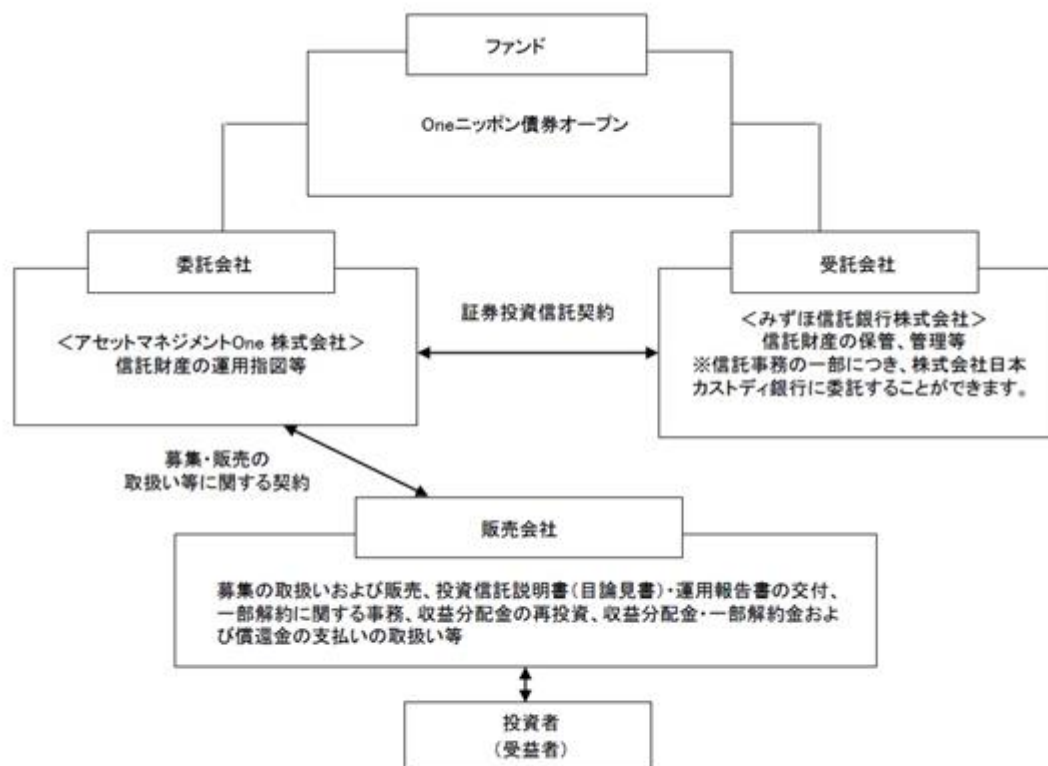 ファンド
Oneニッポン債券オープン
委託会社
＜アセットマネジメントOne 株式会社＞
信託財産の運用指図等
証券投資信託契約
受託会社
＜みずほ信託銀行株式会社＞
信託財産の保管、管理等
※信託事務の一部につき、株式会社日本
カストディ銀行に委託することができます。
募集・販売の
取扱い等に関する契約
販売会社
募集の取扱いおよび販売、投資信託説明書（目論見書）・運用報告書の交付、
一部解約に関する事務、収益分配金の再投資、収益分配金・一部解約金およ
び償還金の支払いの取扱い等
投資者
（受益者）